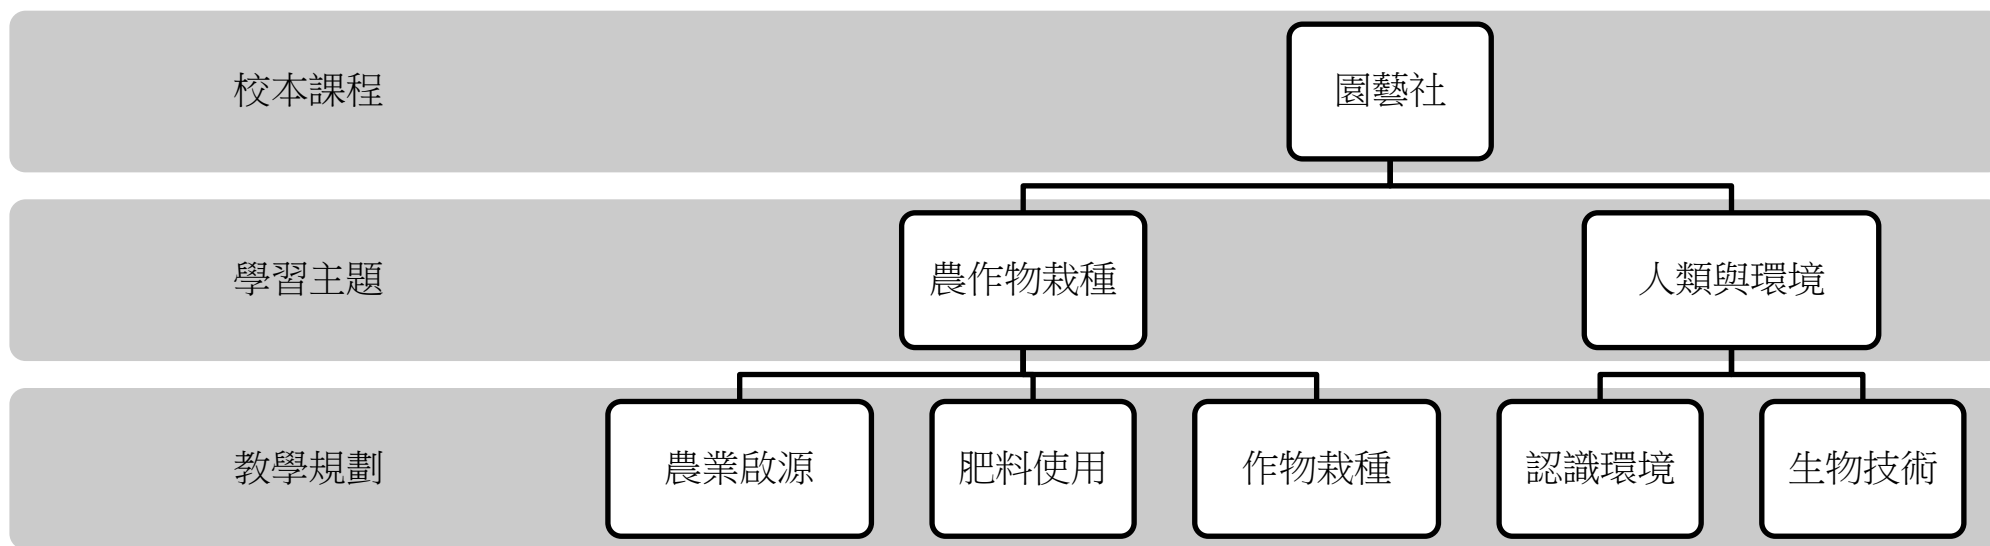 校本課程
園藝社
學習主題
農作物栽種
人類與環境
教學規劃
農業啟源
肥料使用
作物栽種
認識環境
生物技術